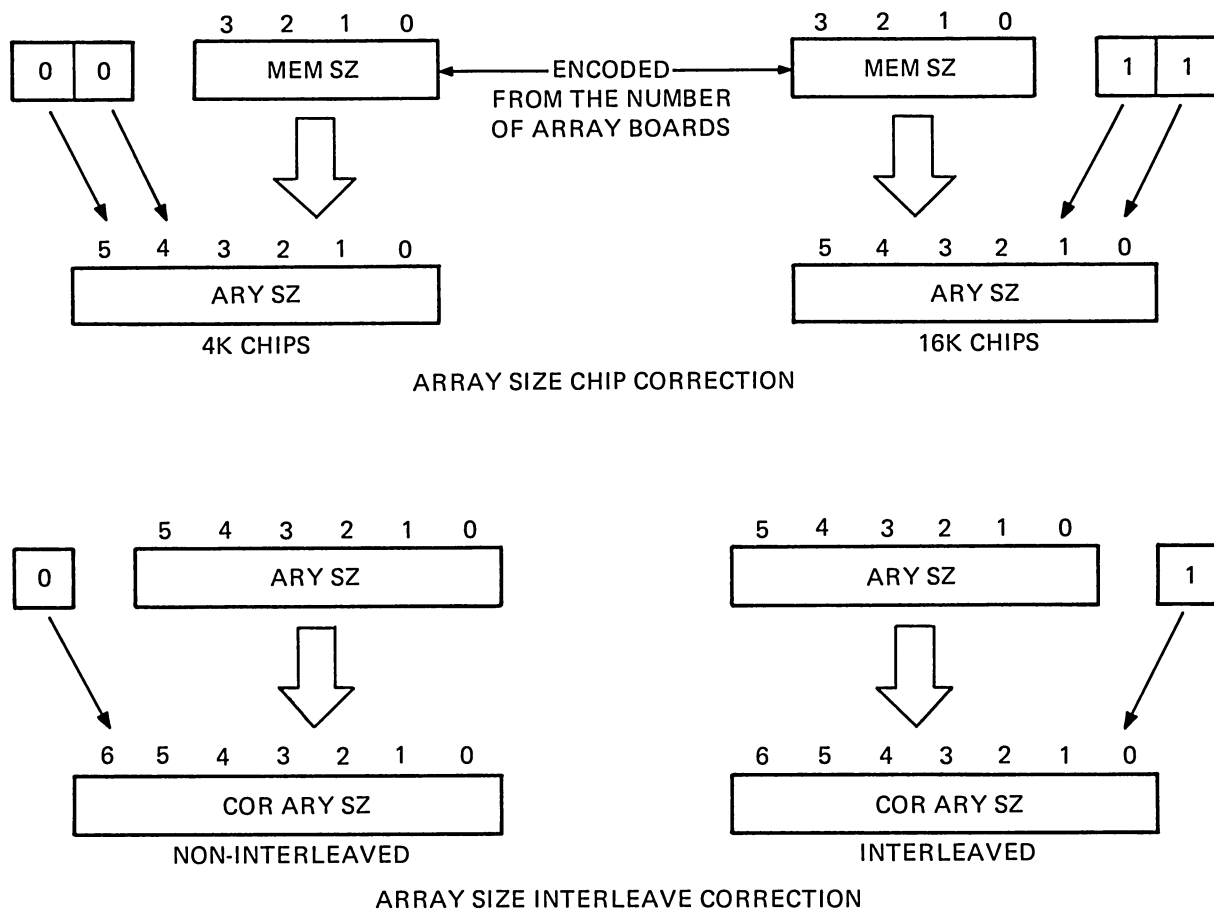 3 2 1 0
3 2 1 0
0 0
MEM SZ
ENCODED
FROM THE NUMBER
OF ARRAY BOARDS
MEM SZ
1 1
5 4 3 2 1 0
5 4 3 2 1 0
ARY SZ
ARY SZ
4K CHIPS
16K CHIPS
ARRAY SIZE CHIP CORRECTION
5 4 3 2 1 0
5 4 3 2 1 0
0
ARY SZ
ARY SZ
1
6 5 4 3 2 1 0
6 5 4 3 2 1 0
COR ARY SZ
COR ARY SZ
NON-INTERLEAVED
INTERLEAVED
ARRAY SIZE INTERLEAVE CORRECTION